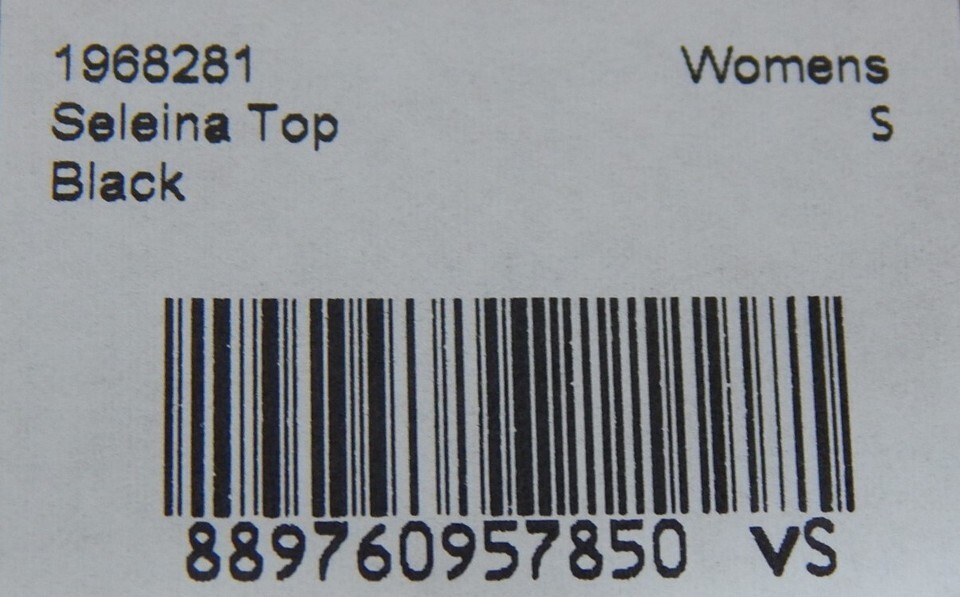 1968281 Womens
Seleina Top S
Black
889760957850 VS